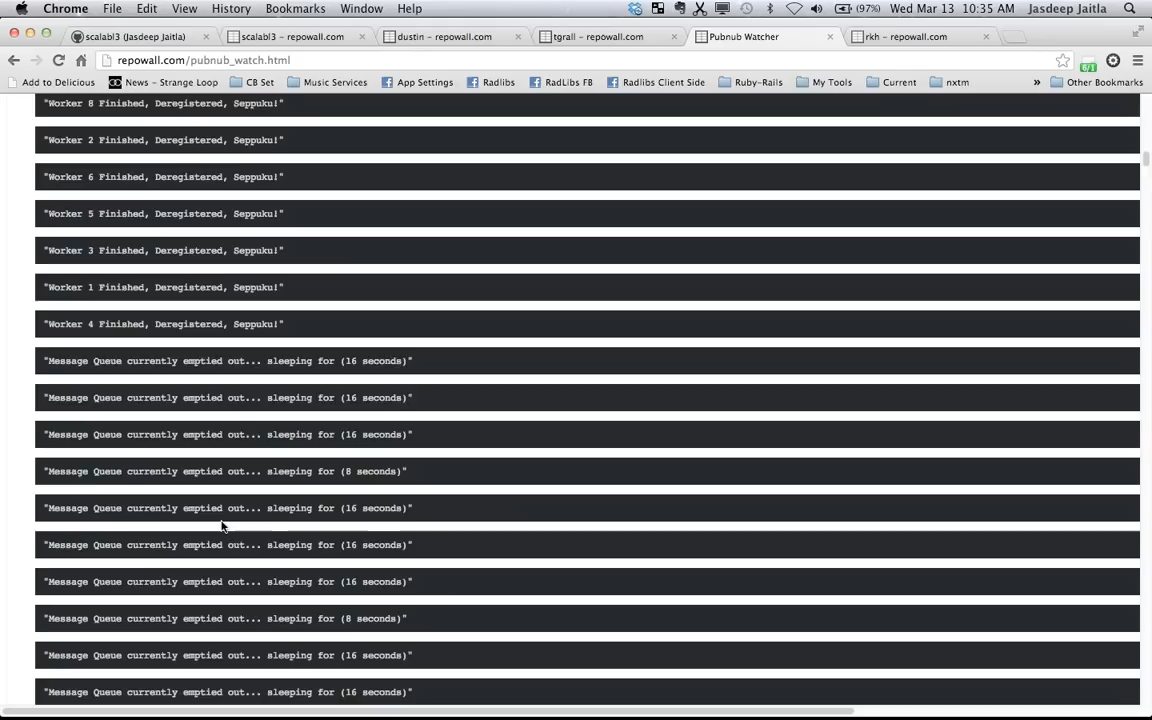 Chrome File Edit View History Bookmarks Window Help (97%) Wed Mar 13 10:35 AM Jasdeep Jaitla
scalabl3 (Jasdeep Jaitla) scalabl3 – repowall.com dustin – repowall.com tgrall – repowall.com Pubnub Watcher rkh – repowall.com
repowall.com/pubnub_watch.html 6/1
Add to Delicious News – Strange Loop CB Set Music Services App Settings Radlibs RadLibs FB Radlibs Client Side Ruby-Rails My Tools Current nxtm » Other Bookmarks
"Worker 8 Finished, Deregistered, Seppuku!"
"Worker 2 Finished, Deregistered, Seppuku!"
"Worker 6 Finished, Deregistered, Seppuku!"
"Worker 5 Finished, Deregistered, Seppuku!"
"Worker 3 Finished, Deregistered, Seppuku!"
"Worker 1 Finished, Deregistered, Seppuku!"
"Worker 4 Finished, Deregistered, Seppuku!"
"Message Queue currently emptied out... sleeping for (16 seconds)"
"Message Queue currently emptied out... sleeping for (16 seconds)"
"Message Queue currently emptied out... sleeping for (16 seconds)"
"Message Queue currently emptied out... sleeping for (8 seconds)"
"Message Queue currently emptied out... sleeping for (16 seconds)"
"Message Queue currently emptied out... sleeping for (16 seconds)"
"Message Queue currently emptied out... sleeping for (16 seconds)"
"Message Queue currently emptied out... sleeping for (8 seconds)"
"Message Queue currently emptied out... sleeping for (16 seconds)"
"Message Queue currently emptied out... sleeping for (16 seconds)"